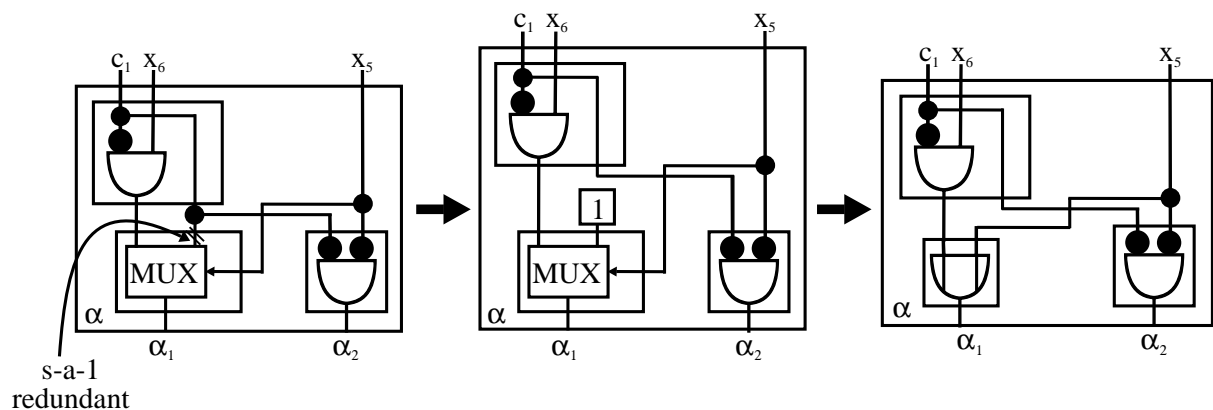 c₁ x₆ x₅
MUX
α
α₁ α₂
s-a-1
redundant
c₁ x₆ x₅
1
MUX
α
α₁ α₂
c₁ x₆ x₅
α
α₁ α₂